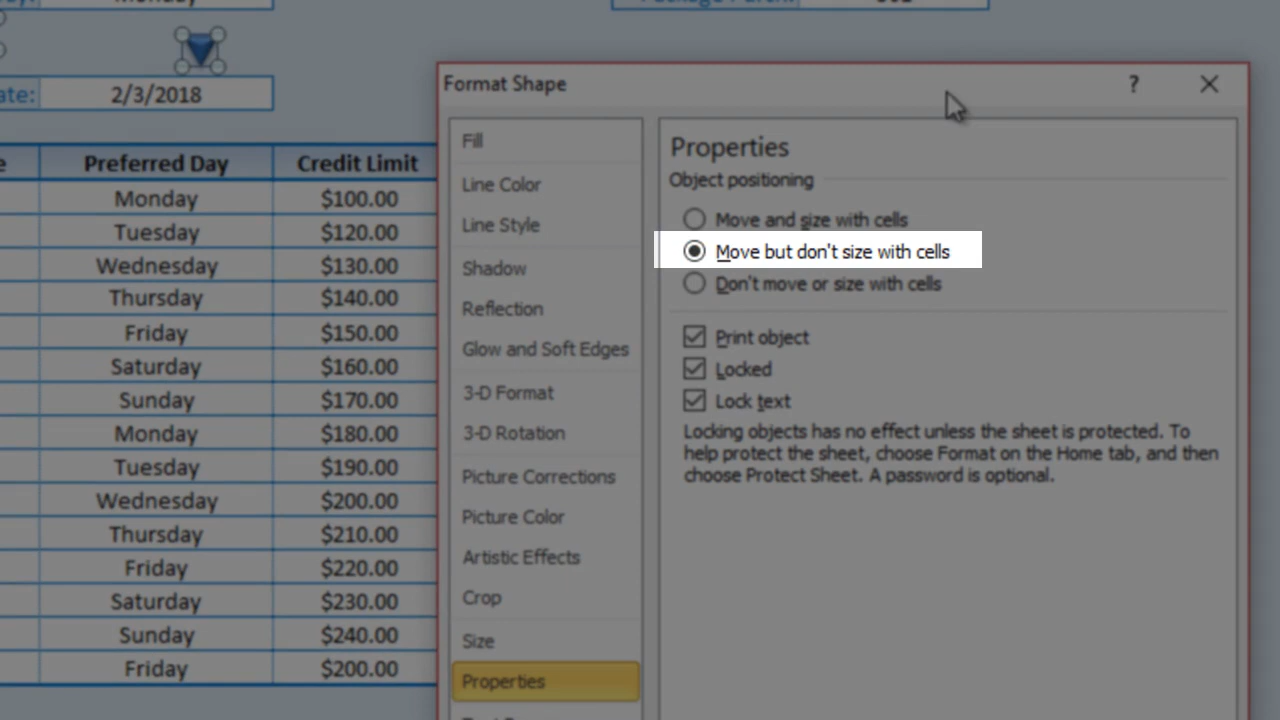 Monday
2/3/2018
ate:
Preferred Day Credit Limit
Monday $100.00
Tuesday $120.00
Wednesday $130.00
Thursday $140.00
Friday $150.00
Saturday $160.00
Sunday $170.00
Monday $180.00
Tuesday $190.00
Wednesday $200.00
Thursday $210.00
Friday $220.00
Saturday $230.00
Sunday $240.00
Friday $200.00
Format Shape
?
Fill
Line Color
Line Style
Shadow
Reflection
Glow and Soft Edges
3-D Format
3-D Rotation
Picture Corrections
Picture Color
Artistic Effects
Crop
Size
Properties
Properties
Object positioning
Move and size with cells
Move but don't size with cells
Don't move or size with cells
Print object
Locked
Lock text
Locking objects has no effect unless the sheet is protected. To
help protect the sheet, choose Format on the Home tab, and then
choose Protect Sheet. A password is optional.